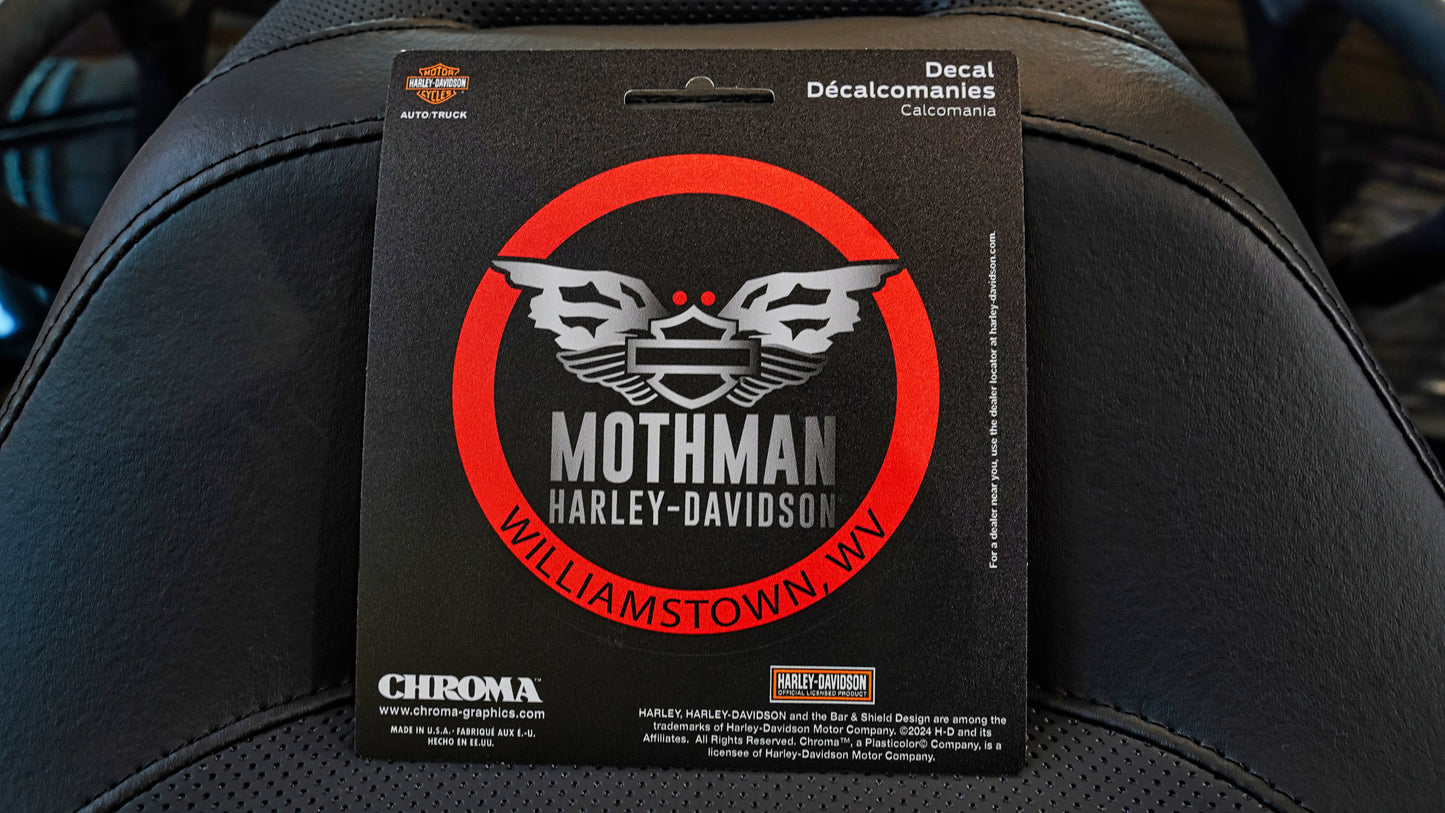 MOTOR
HARLEY-DAVIDSON
CYCLES
AUTO/TRUCK
Decal
Décalcomanies
Calcomania
MOTHMAN
HARLEY-DAVIDSON
WILLIAMSTOWN, WV
For a dealer near you, use the dealer locator at harley-davidson.com.
CHROMA™
www.chroma-graphics.com
MADE IN U.S.A. · FABRIQUÉ AUX É.-U.
HECHO EN EE.UU.
HARLEY-DAVIDSON
OFFICIAL LICENSED PRODUCT
HARLEY, HARLEY-DAVIDSON and the Bar & Shield Design are among the
trademarks of Harley-Davidson Motor Company. ©2024 H-D and its
Affiliates. All Rights Reserved. Chroma™, a Plasticolor© Company, is a
licensee of Harley-Davidson Motor Company.